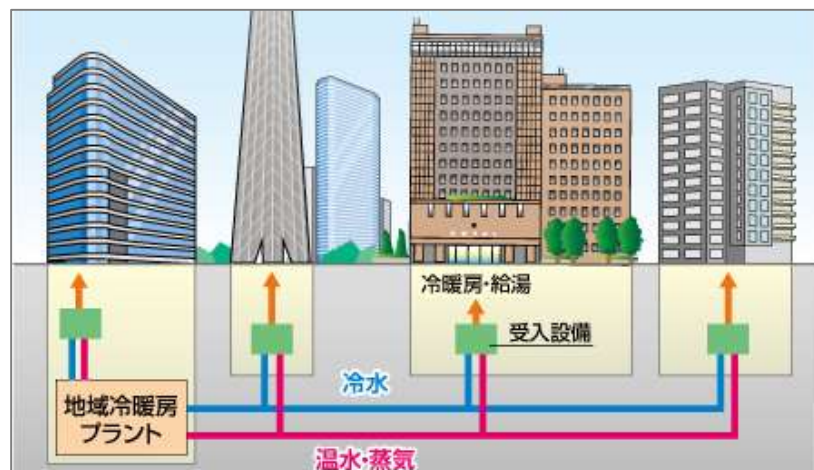 冷暖房・給湯
受入設備
冷水
地域冷暖房
プラント
温水・蒸気